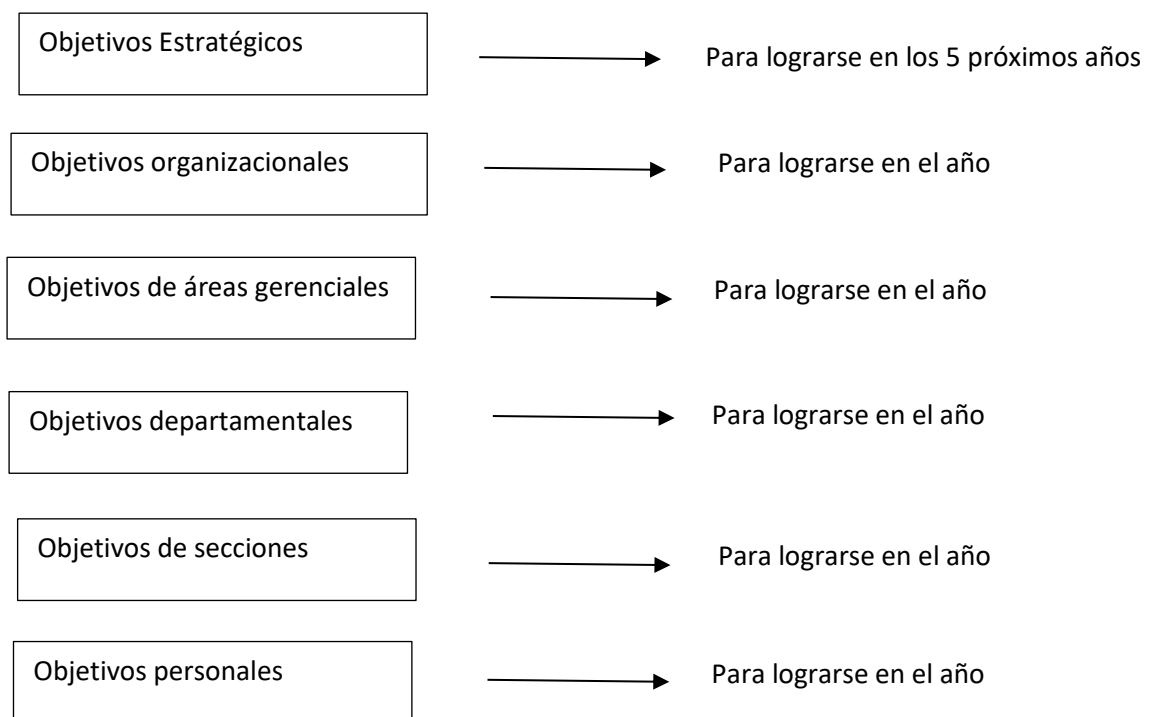 Objetivos Estratégicos
Para lograrse en los 5 próximos años
Objetivos organizacionales
Para lograrse en el año
Objetivos de áreas gerenciales
Para lograrse en el año
Objetivos departamentales
Para lograrse en el año
Objetivos de secciones
Para lograrse en el año
Objetivos personales
Para lograrse en el año